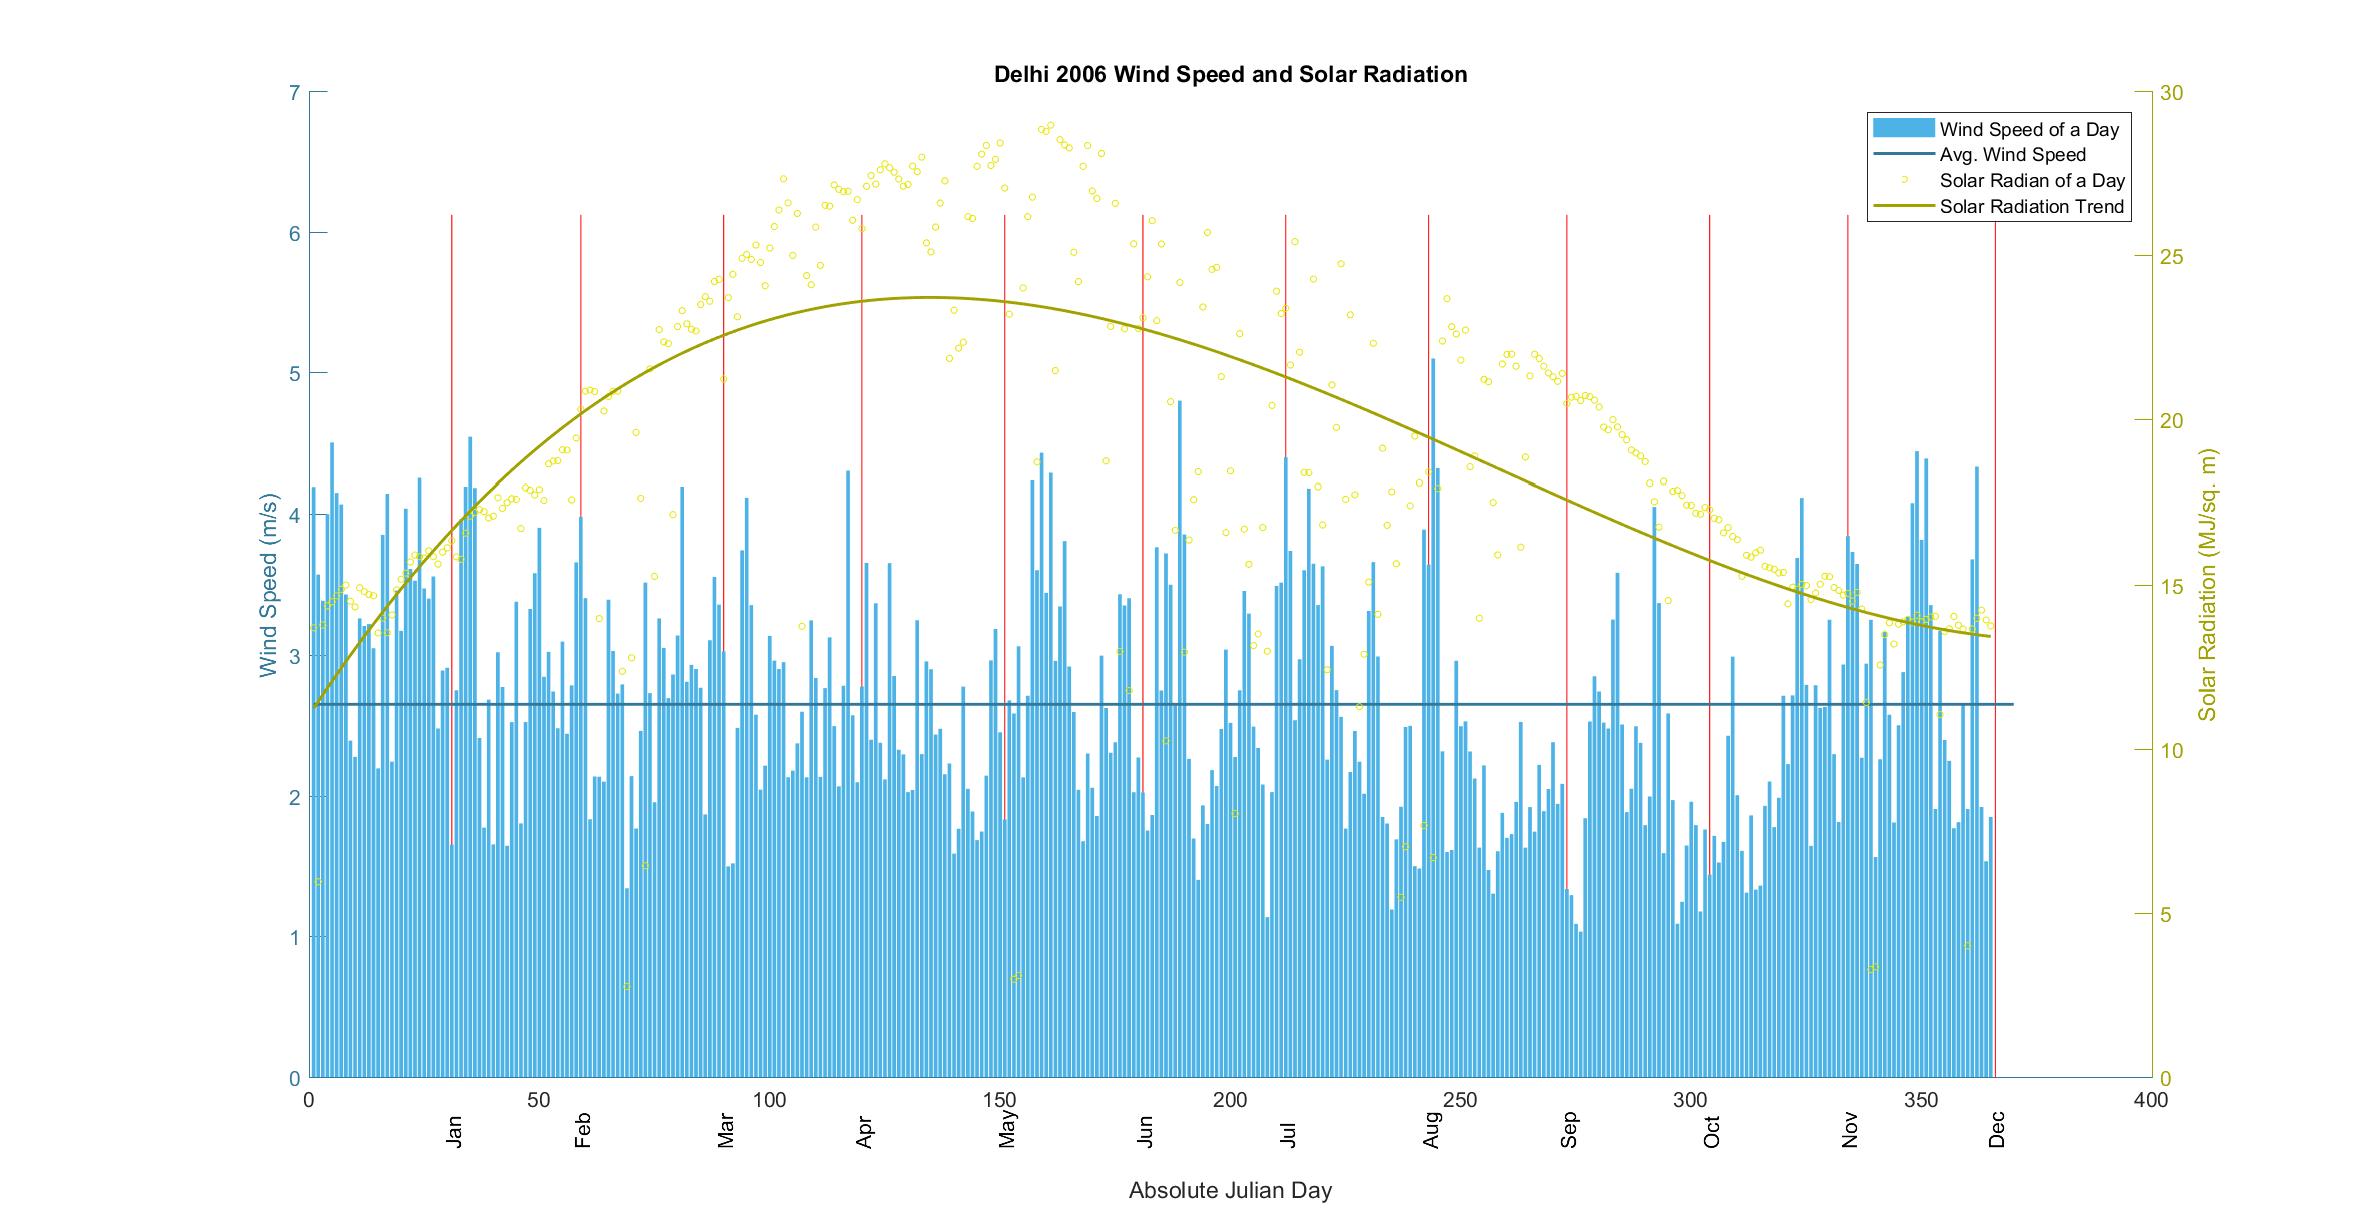 Delhi 2006 Wind Speed and Solar Radiation
Wind Speed of a Day
Avg. Wind Speed
Solar Radian of a Day
Solar Radiation Trend
Wind Speed (m/s)
7
6
5
4
3
2
1
0
Solar Radiation (MJ/sq. m)
30
25
20
15
10
5
0
0 50 100 150 200 250 300 350 400
Jan Feb Mar Apr May Jun Jul Aug Sep Oct Nov Dec
Absolute Julian Day